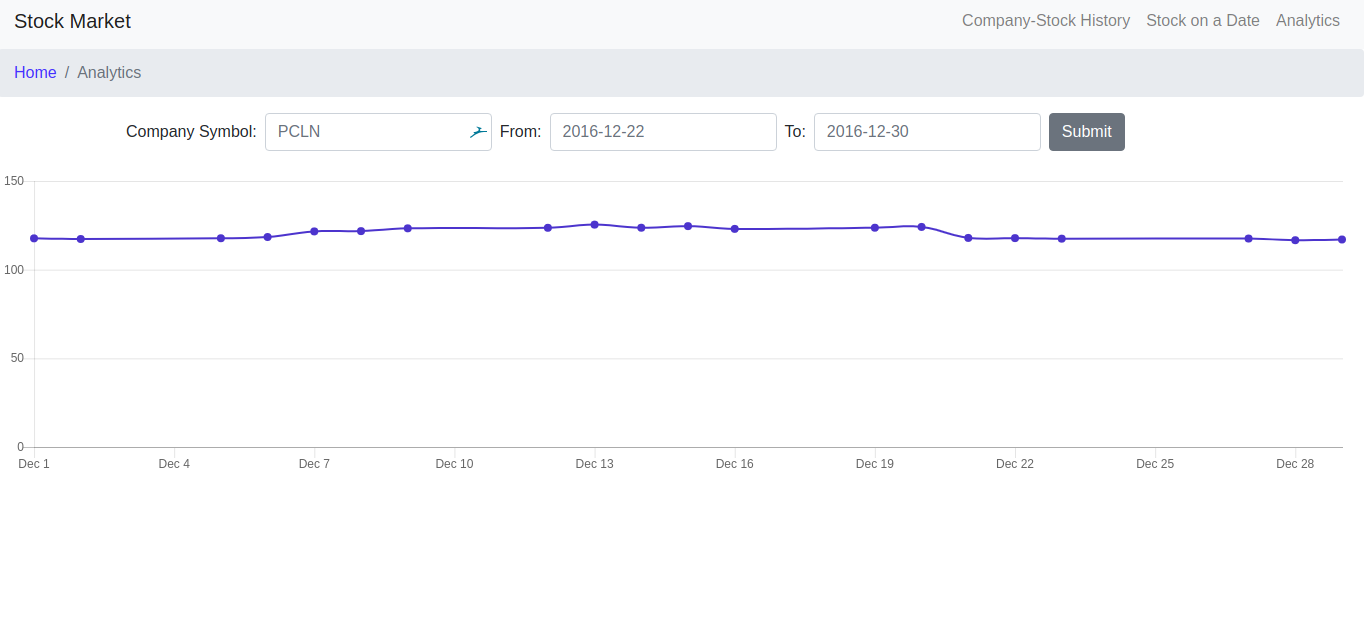 Stock Market Company-Stock History Stock on a Date Analytics
Home / Analytics
Company Symbol: PCLN From: 2016-12-22 To: 2016-12-30 Submit
150
100
50
0
Dec 1 Dec 4 Dec 7 Dec 10 Dec 13 Dec 16 Dec 19 Dec 22 Dec 25 Dec 28